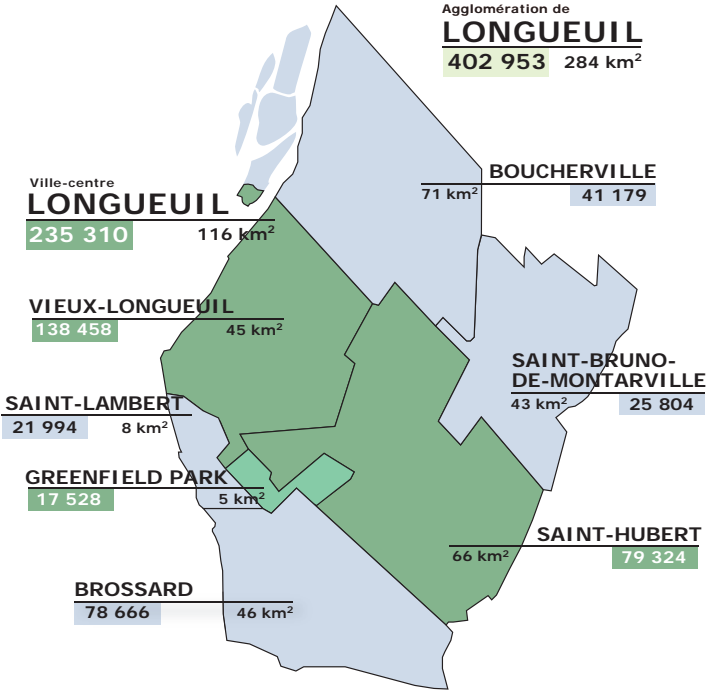 Agglomération de
LONGUEUIL
402 953 284 km²
BOUCHERVILLE
71 km² 41 179
Ville-centre
LONGUEUIL
235 310 116 km²
VIEUX-LONGUEUIL
138 458 45 km²
SAINT-BRUNO-
DE-MONTARVILLE
43 km² 25 804
SAINT-LAMBERT
21 994 8 km²
GREENFIELD PARK
17 528 5 km²
SAINT-HUBERT
66 km² 79 324
BROSSARD
78 666 46 km²